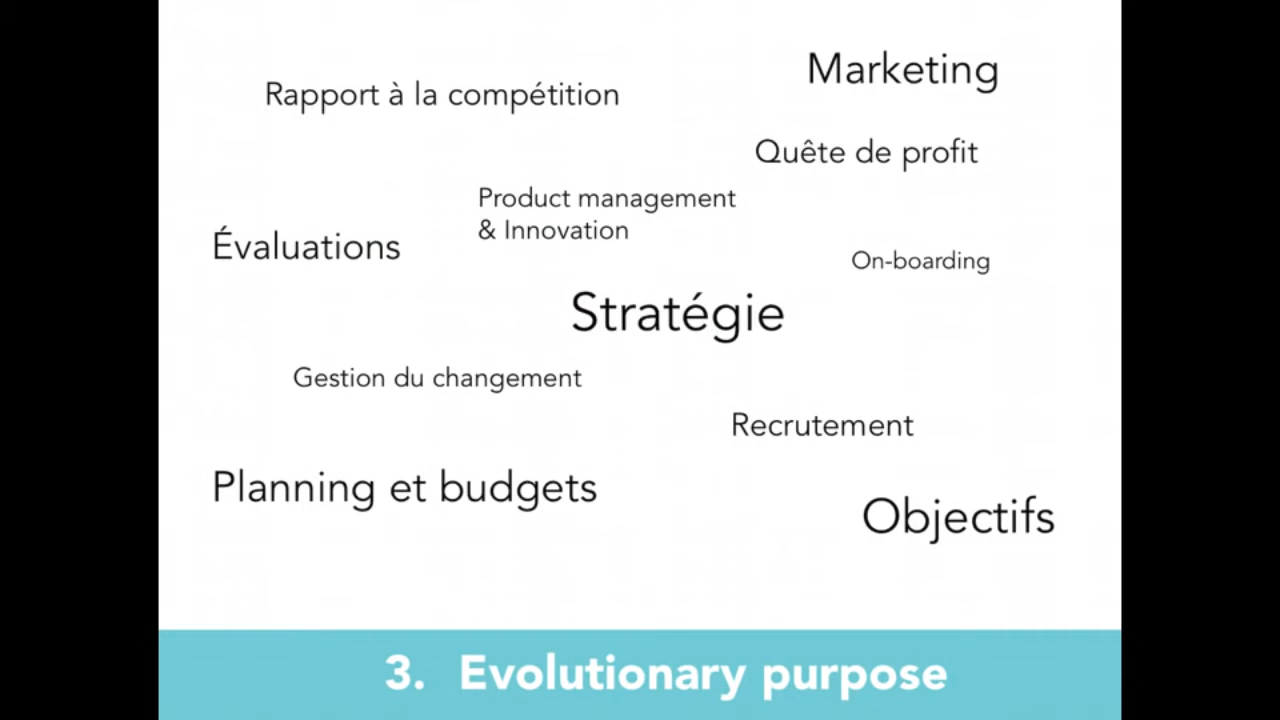 Marketing
Rapport à la compétition
Quête de profit
Product management
& Innovation
Évaluations
On-boarding
Stratégie
Gestion du changement
Recrutement
Planning et budgets
Objectifs
3. Evolutionary purpose